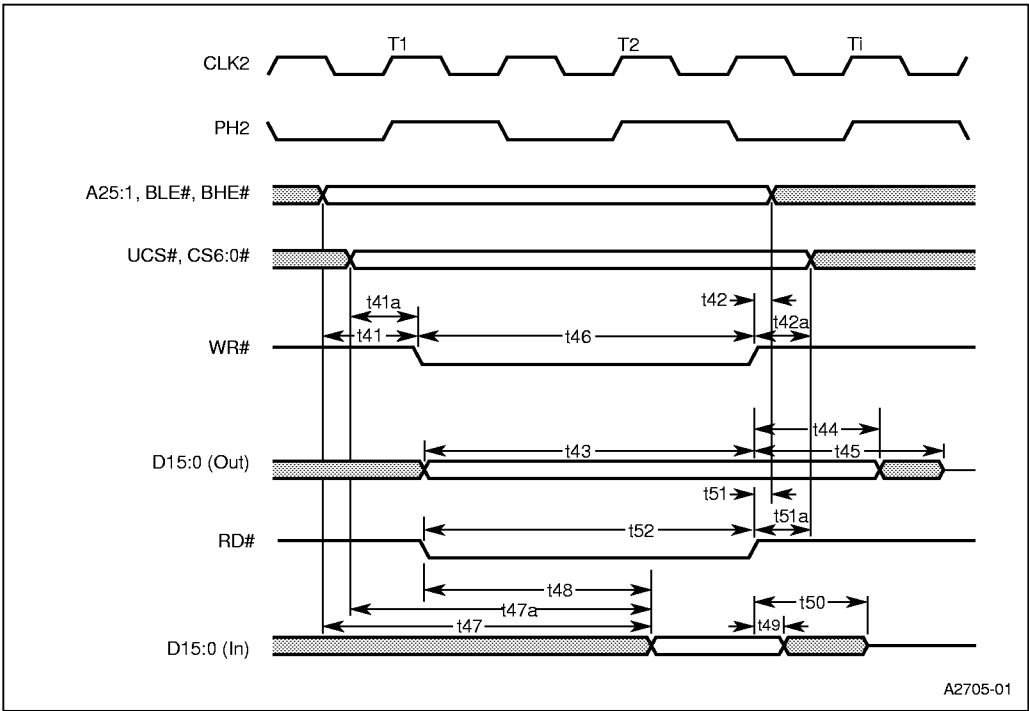 T1 T2 Ti
CLK2
PH2
A25:1, BLE#, BHE#
UCS#, CS6:0#
t41a t42 t42a
t41 t46
WR#
t44
t43 t45
D15:0 (Out)
t51 t51a
t52
RD#
t48
t47a t50
t47 t49
D15:0 (In)
A2705-01